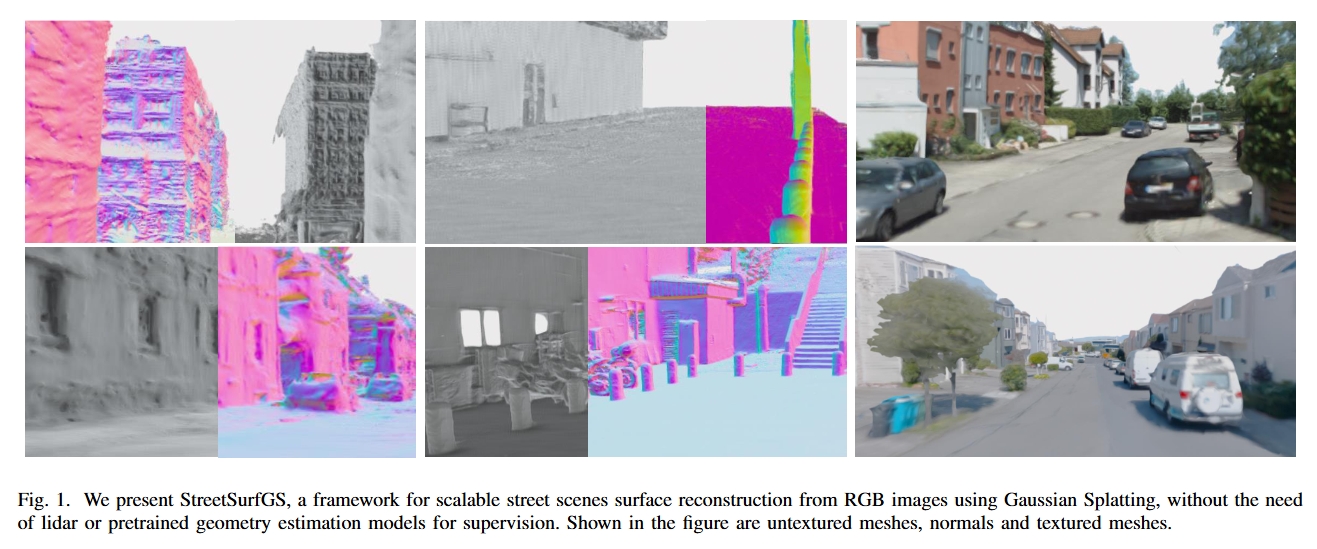 Fig. 1. We present StreetSurfGS, a framework for scalable street scenes surface reconstruction from RGB images using Gaussian Splatting, without the need
of lidar or pretrained geometry estimation models for supervision. Shown in the figure are untextured meshes, normals and textured meshes.